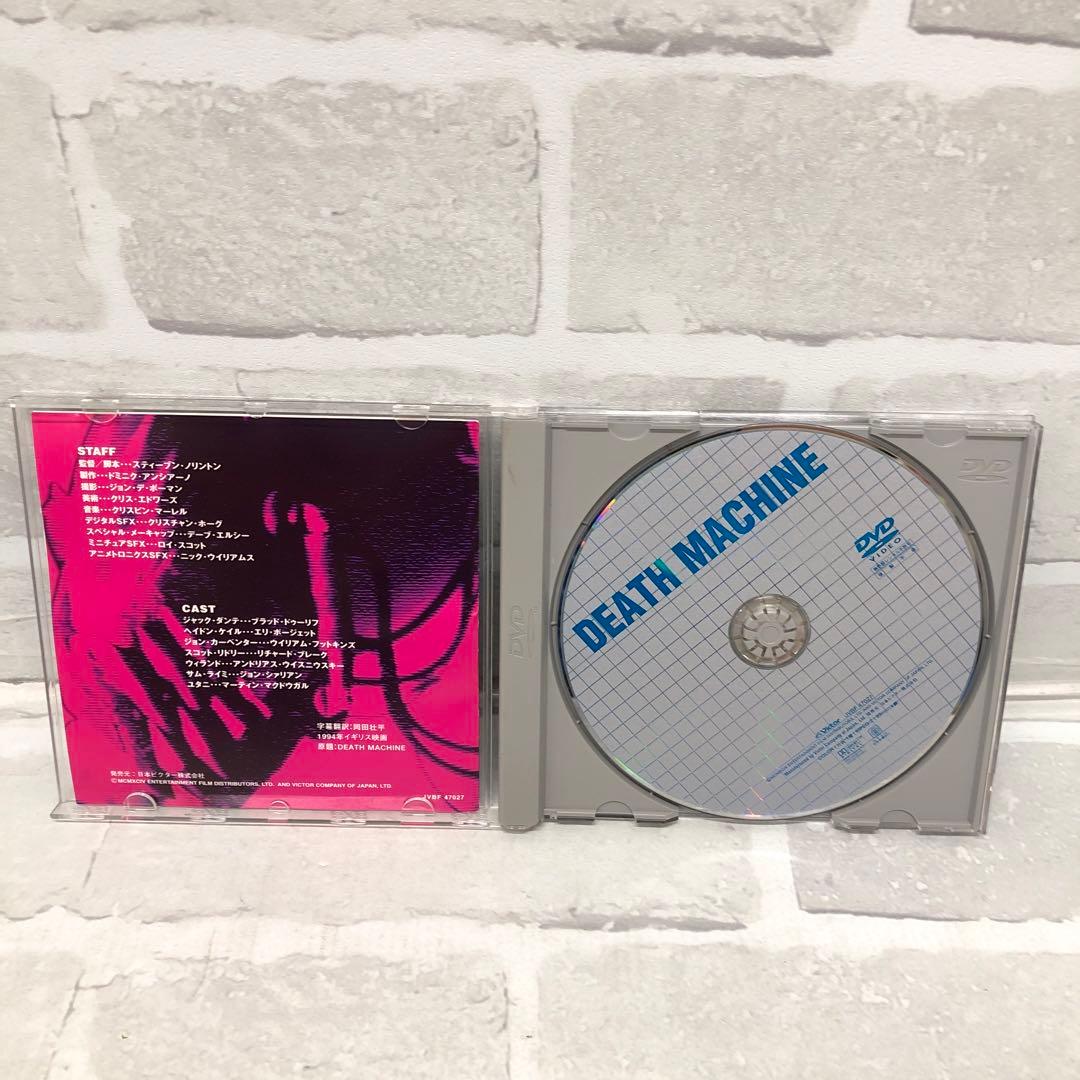 STAFF
監督／脚本･･･スティーブン・ノリントン
製作･･･ドミニク・アンシアーノ
撮影･･･ジョン・デ・ボーマン
美術･･･クリス・エドワーズ
音楽･･･クリスピン・マーレル
デジタルSFX･･･クリスチャン・ホーグ
スペシャル・メーキャップ･･･デーブ・エルシー
ミニチュアSFX･･･ロイ・スコット
アニメトロニクスSFX･･･ニック・ウイリアムス
CAST
ジャック・ダンテ･･･ブラッド・ドゥーリフ
ヘイドン・ケイル･･･エリ・ポージェット
ジョン・カーペンター･･･ウイリアム・フットキンズ
スコット・リドリー･･･リチャード・ブレーク
ウィランド･･･アンドリアス・ウイスニウスキー
サム・ライミ･･･ジョン・シャリアン
ユタニ･･･マーティン・マクドウガル
字幕翻訳：岡田壮平
1994年イギリス映画
原題：DEATH MACHINE
発売元：日本ビクター株式会社
©MCMXCIV ENTERTAINMENT FILM DISTRIBUTORS, LTD. AND VICTOR COMPANY OF JAPAN, LTD.
JVBF 47027
DVD
DEATH MACHINE
DVD
VIDEO
DVD
Victor JVBF 47027